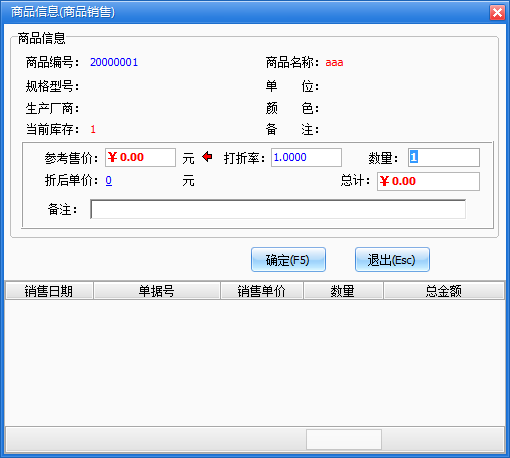 商品信息(商品销售)
商品信息
商品编号： 20000001 商品名称： aaa
规格型号： 单 位：
生产厂商： 颜 色：
当前库存： 1 备 注：
参考售价： ￥0.00 元 打折率： 1.0000 数量： 1
折后单价： 0 元 总计： ￥0.00
备注：
确定(F5) 退出(Esc)
销售日期 单据号 销售单价 数量 总金额